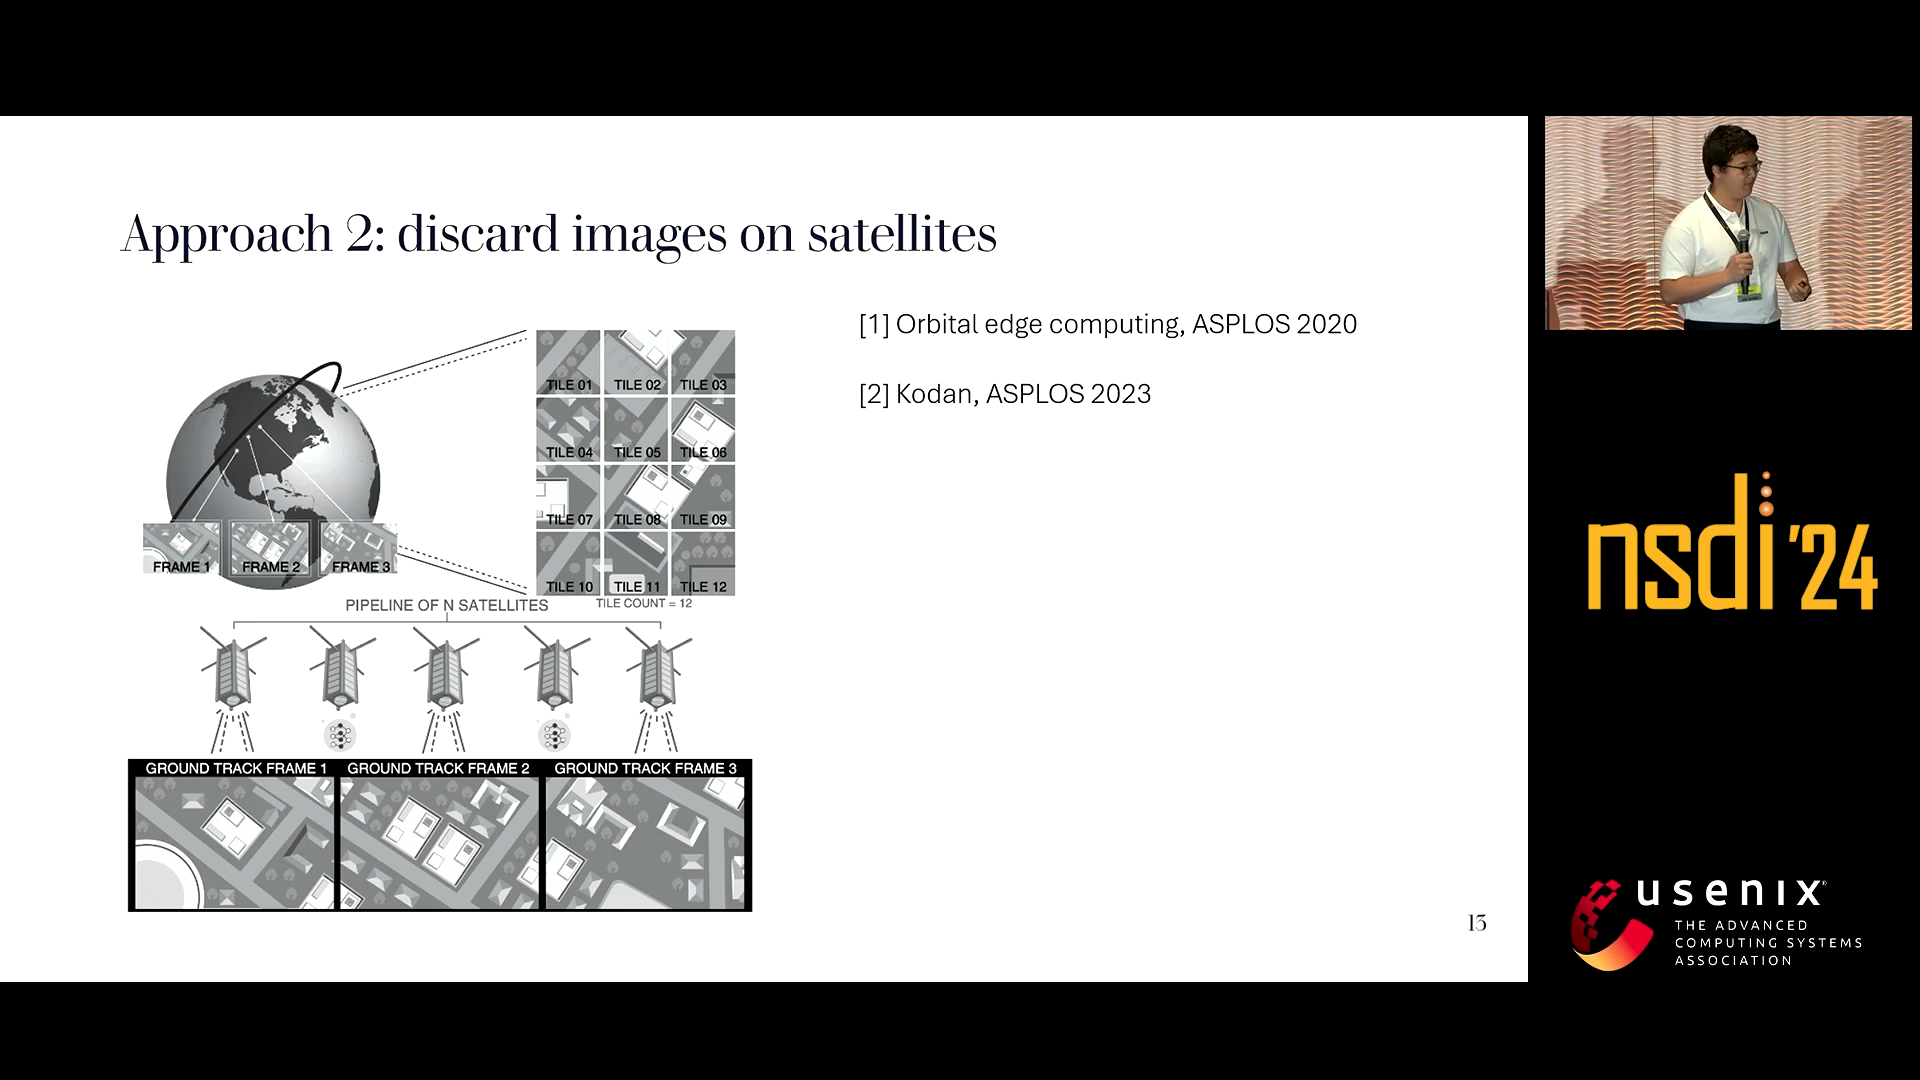 Approach 2: discard images on satellites
[1] Orbital edge computing, ASPLOS 2020
[2] Kodan, ASPLOS 2023
TILE 01 TILE 02 TILE 03
TILE 04 TILE 05 TILE 06
TILE 07 TILE 08 TILE 09
TILE 10 TILE 11 TILE 12
TILE COUNT = 12
FRAME 1 FRAME 2 FRAME 3
PIPELINE OF N SATELLITES
GROUND TRACK FRAME 1 GROUND TRACK FRAME 2 GROUND TRACK FRAME 3
13
nsdi '24
usenix
THE ADVANCED
COMPUTING SYSTEMS
ASSOCIATION